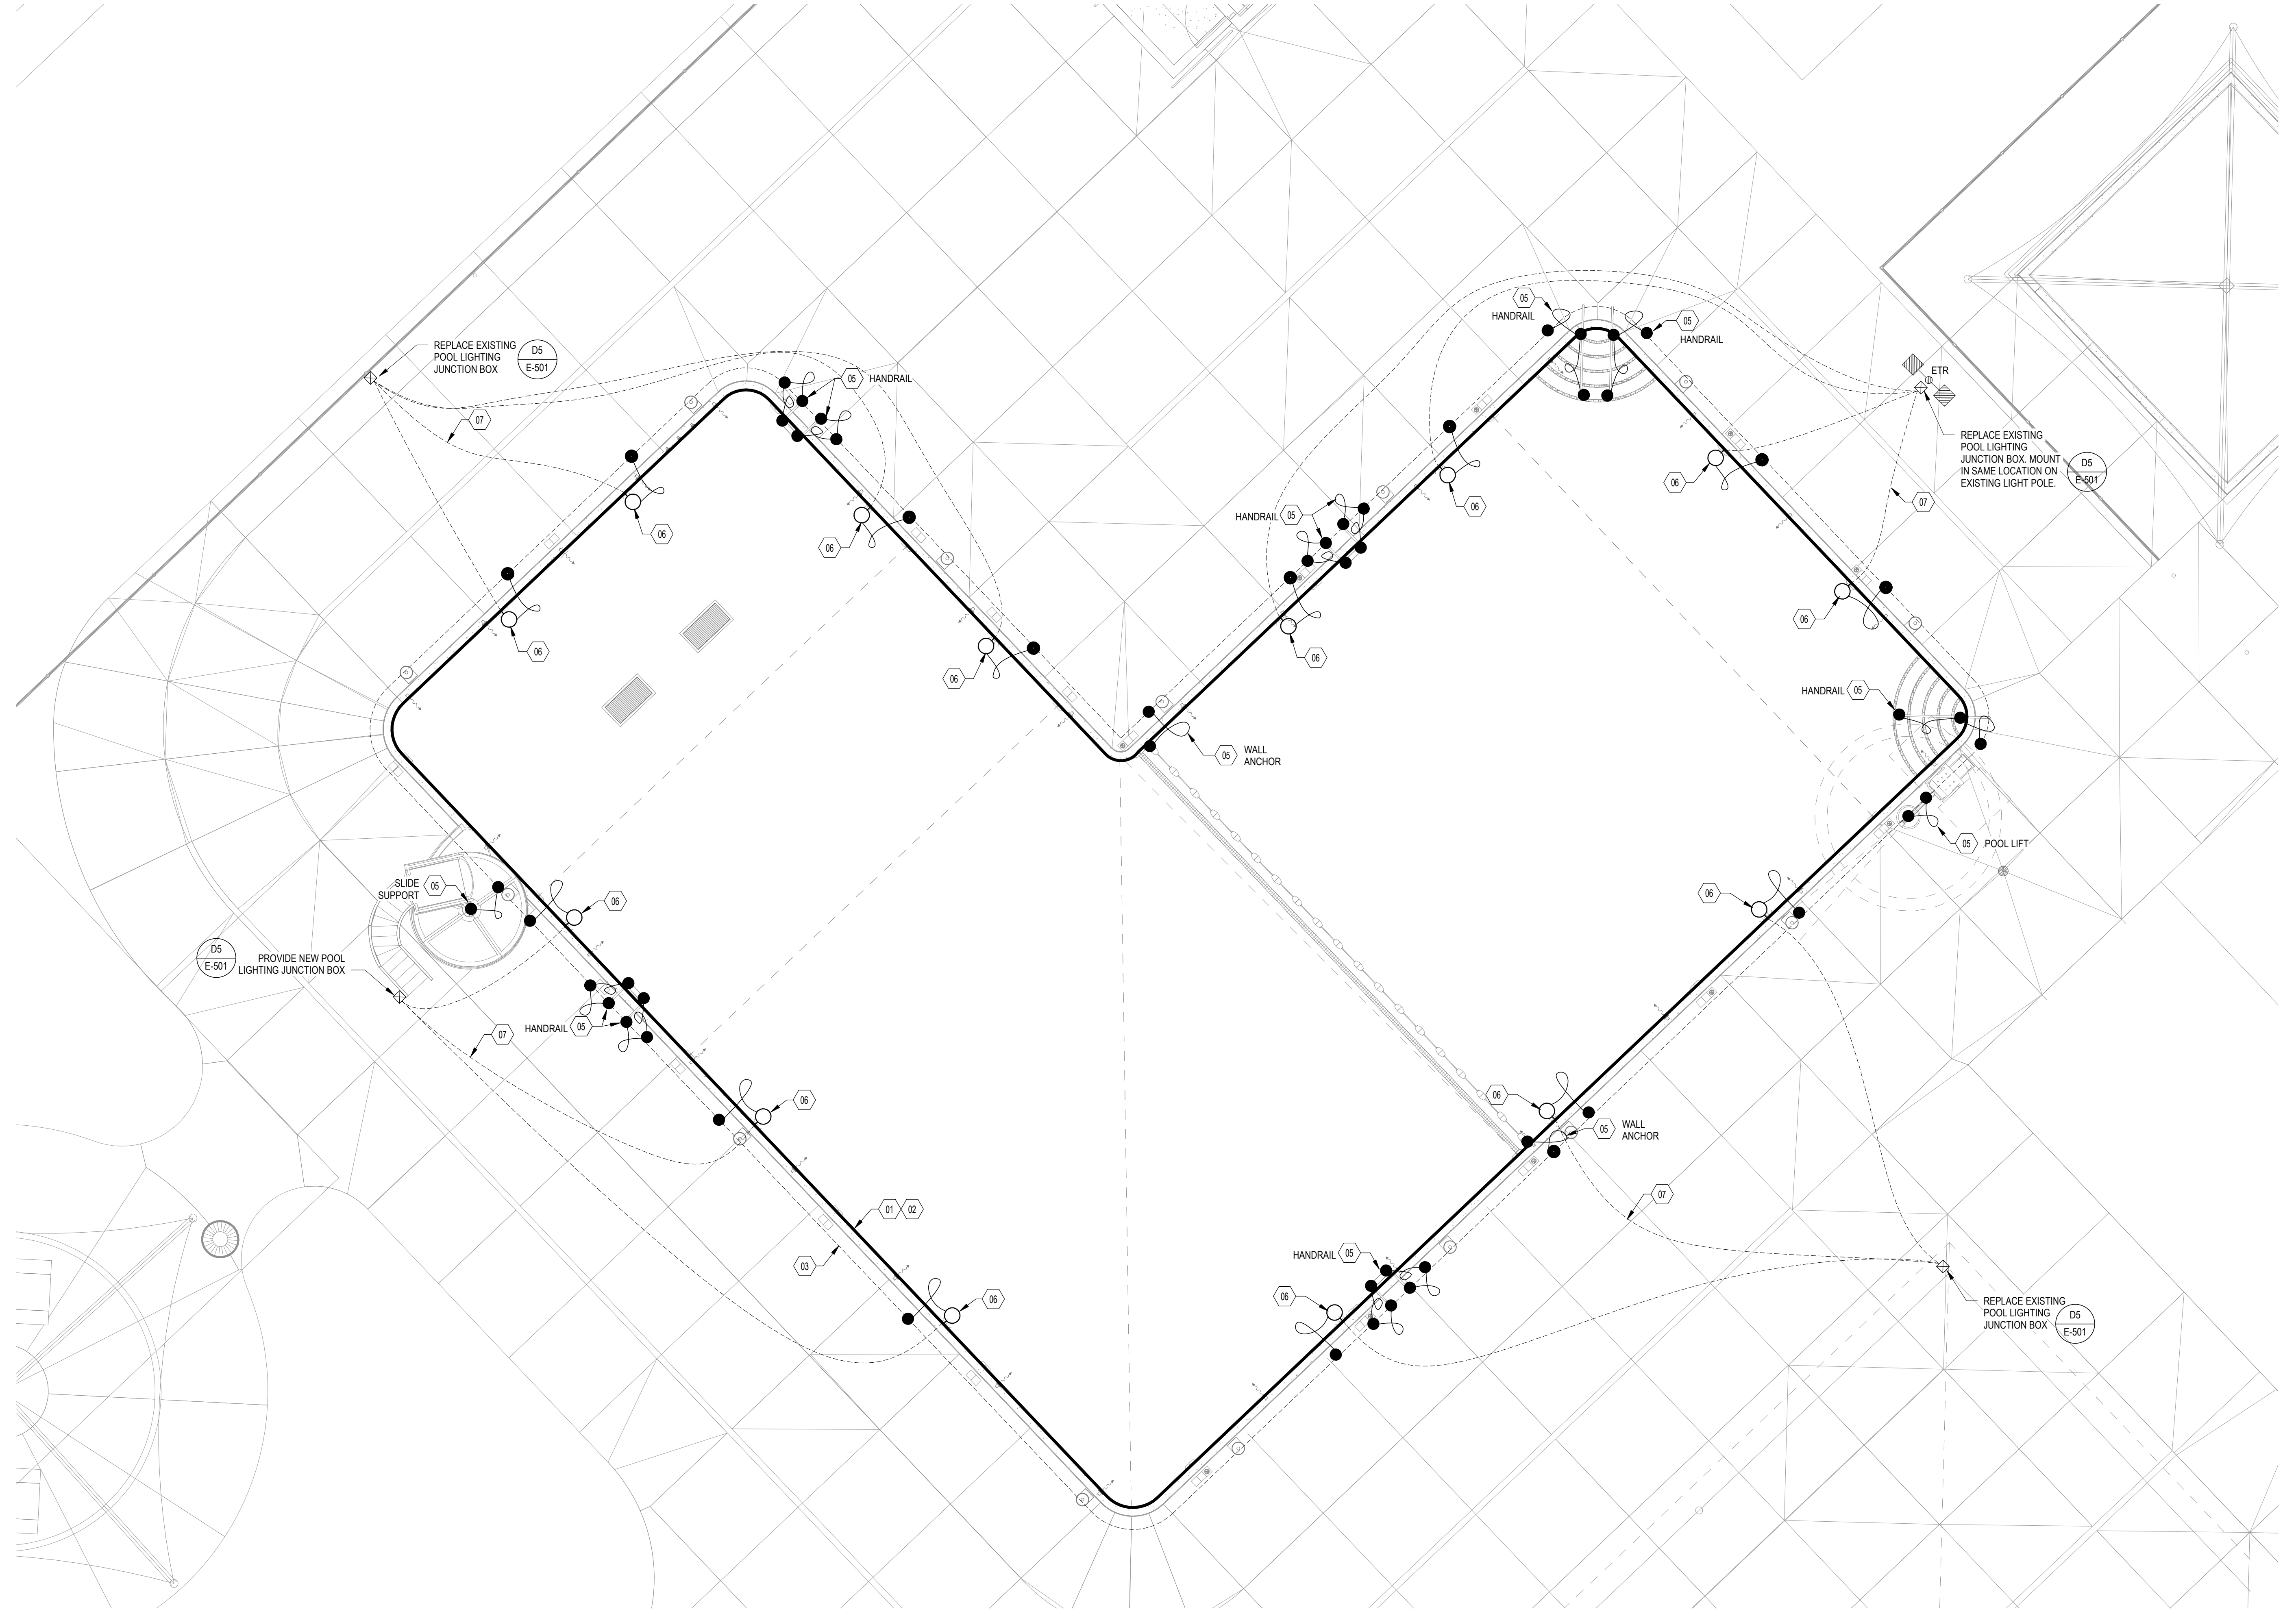 05
HANDRAIL
05
HANDRAIL
REPLACE EXISTING
POOL LIGHTING
JUNCTION BOX
D5
E-501
05
HANDRAIL
ETR
07
REPLACE EXISTING
POOL LIGHTING
JUNCTION BOX. MOUNT
IN SAME LOCATION ON
EXISTING LIGHT POLE.
D5
E-501
06
06
07
HANDRAIL
05
06
06
06
06
06
06
HANDRAIL
05
05
WALL
ANCHOR
05
POOL LIFT
SLIDE
SUPPORT
05
06
06
D5
E-501
PROVIDE NEW POOL
LIGHTING JUNCTION BOX
HANDRAIL
05
07
06
06
05
WALL
ANCHOR
07
01
02
03
HANDRAIL
05
06
06
REPLACE EXISTING
POOL LIGHTING
JUNCTION BOX
D5
E-501